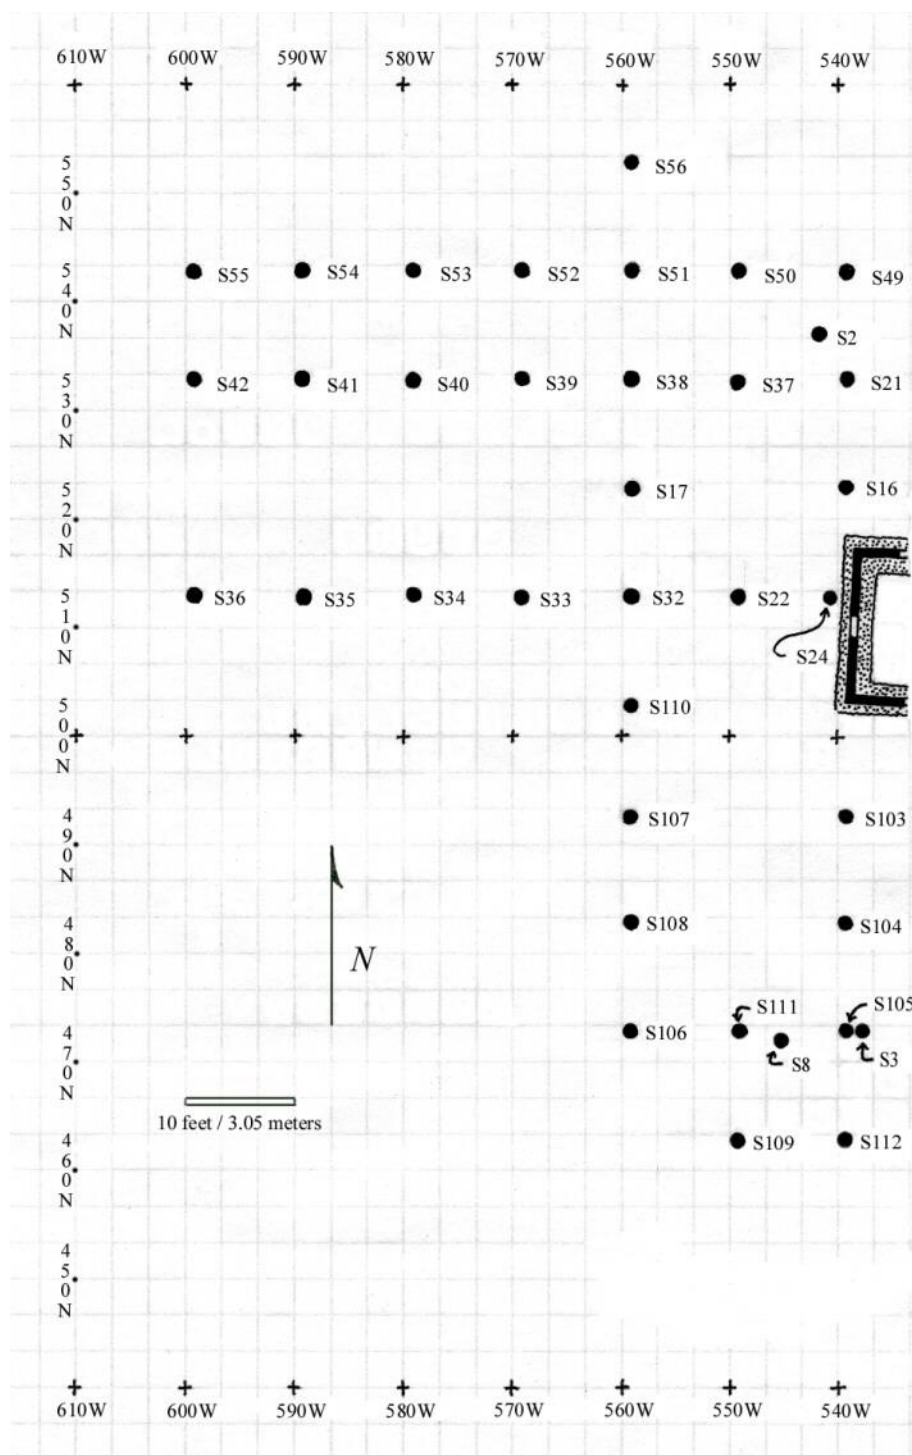 610W 600W 590W 580W 570W 560W 550W 540W
550N
S56
540N
S55 S54 S53 S52 S51 S50 S49
S2
530N
S42 S41 S40 S39 S38 S37 S21
520N
S17 S16
510N
S36 S35 S34 S33 S32 S22
S24
500N
S110
490N
S107 S103
480N
S108 S104
N
470N
S111 S105
S106 S8 S3
10 feet / 3.05 meters
460N
S109 S112
450N
610W 600W 590W 580W 570W 560W 550W 540W